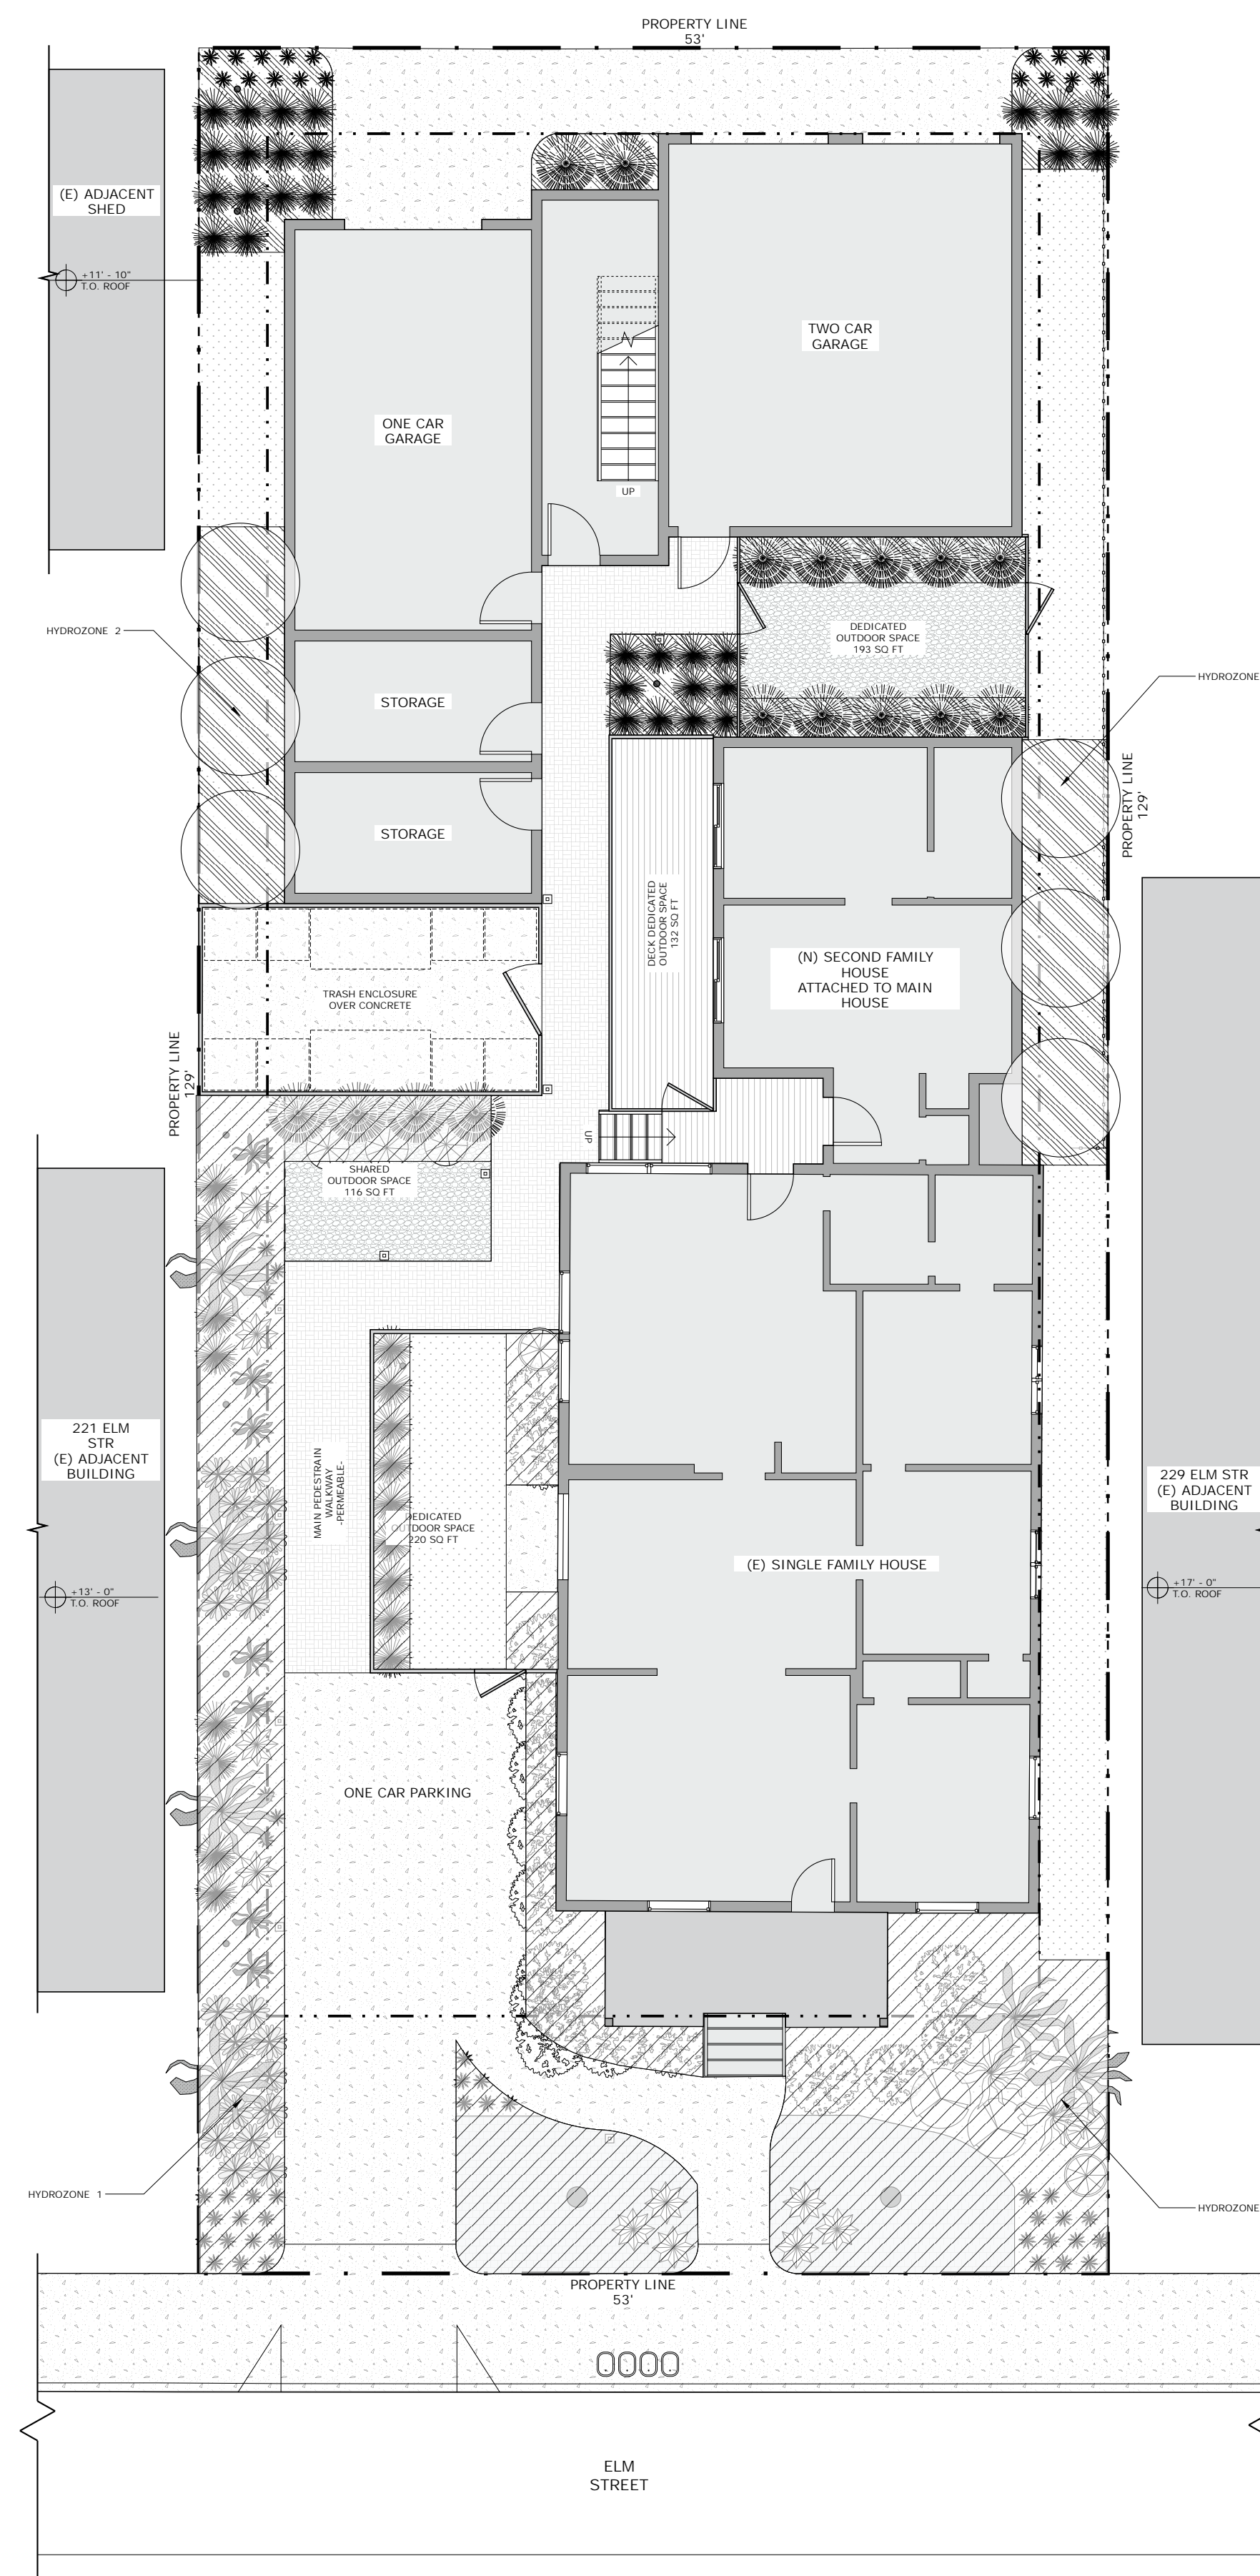 PROPERTY LINE
53'
(E) ADJACENT
SHED
+11' - 10"
T.O. ROOF
TWO CAR
GARAGE
ONE CAR
GARAGE
UP
HYDROZONE 2
DEDICATED
OUTDOOR SPACE
193 SQ FT
HYDROZONE
STORAGE
PROPERTY LINE
129'
STORAGE
DECK DEDICATED
OUTDOOR SPACE
132 SQ FT
(N) SECOND FAMILY
HOUSE
ATTACHED TO MAIN
HOUSE
TRASH ENCLOSURE
OVER CONCRETE
PROPERTY LINE
129'
UP
SHARED
OUTDOOR SPACE
116 SQ FT
221 ELM
STR
(E) ADJACENT
BUILDING
MAIN PEDESTRAIN
WALKWAY
-PERMEABLE-
DEDICATED
OUTDOOR SPACE
220 SQ FT
229 ELM STR
(E) ADJACENT
BUILDING
(E) SINGLE FAMILY HOUSE
+13' - 0"
T.O. ROOF
+17' - 0"
T.O. ROOF
ONE CAR PARKING
HYDROZONE 1
HYDROZONE
PROPERTY LINE
53'
ELM
STREET